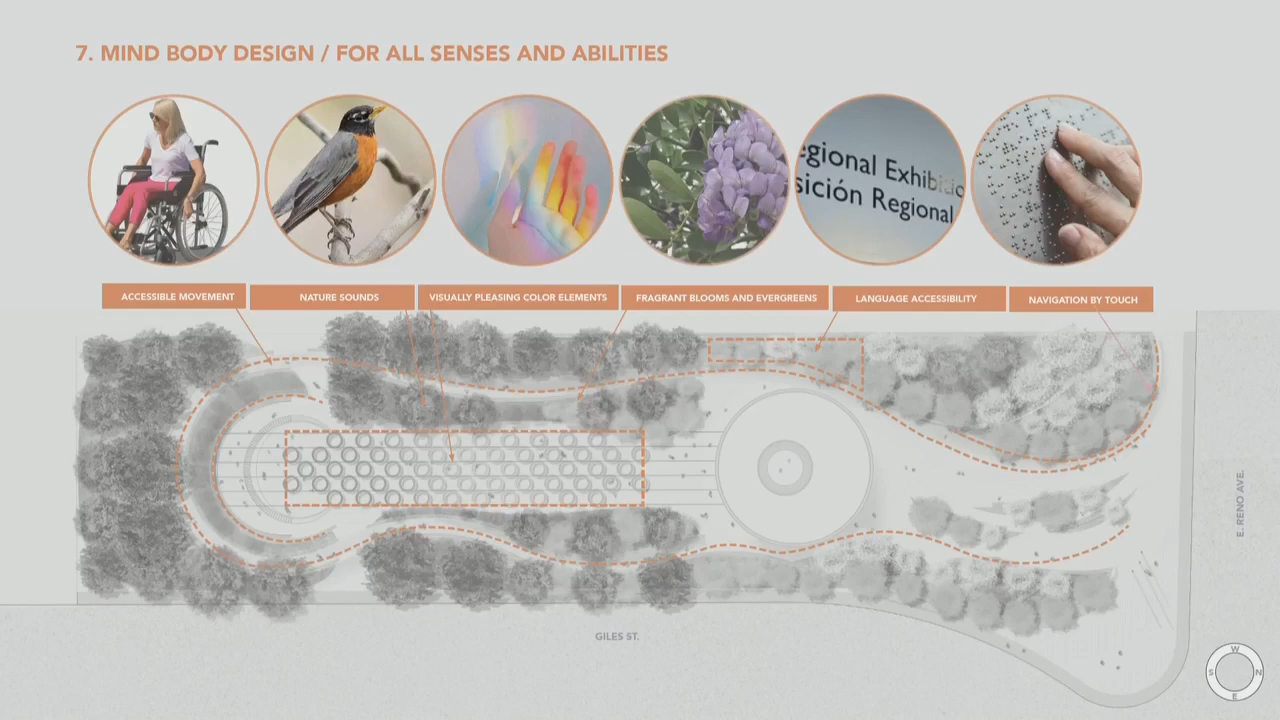 7. MIND BODY DESIGN / FOR ALL SENSES AND ABILITIES
egional Exhibi
sición Regional
ACCESSIBLE MOVEMENT
NATURE SOUNDS
VISUALLY PLEASING COLOR ELEMENTS
FRAGRANT BLOOMS AND EVERGREENS
LANGUAGE ACCESSIBILITY
NAVIGATION BY TOUCH
E. RENO AVE.
GILES ST.
W
S
N
E